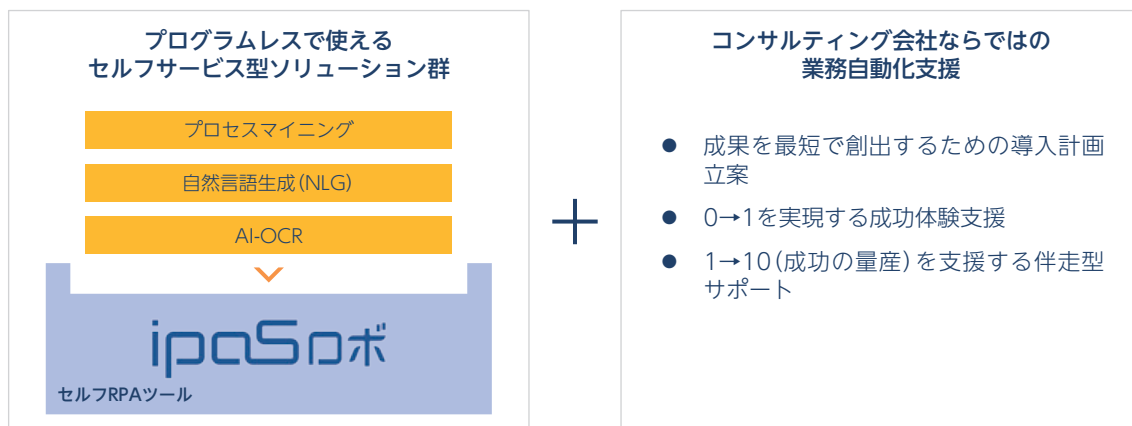 プログラムレスで使える
セルフサービス型ソリューション群
プロセスマイニング
自然言語生成(NLG)
AI-OCR
ipaSロボ
セルフRPAツール
+
コンサルティング会社ならではの
業務自動化支援
● 成果を最短で創出するための導入計画
立案
● 0→1を実現する成功体験支援
● 1→10(成功の量産)を支援する伴走型
サポート